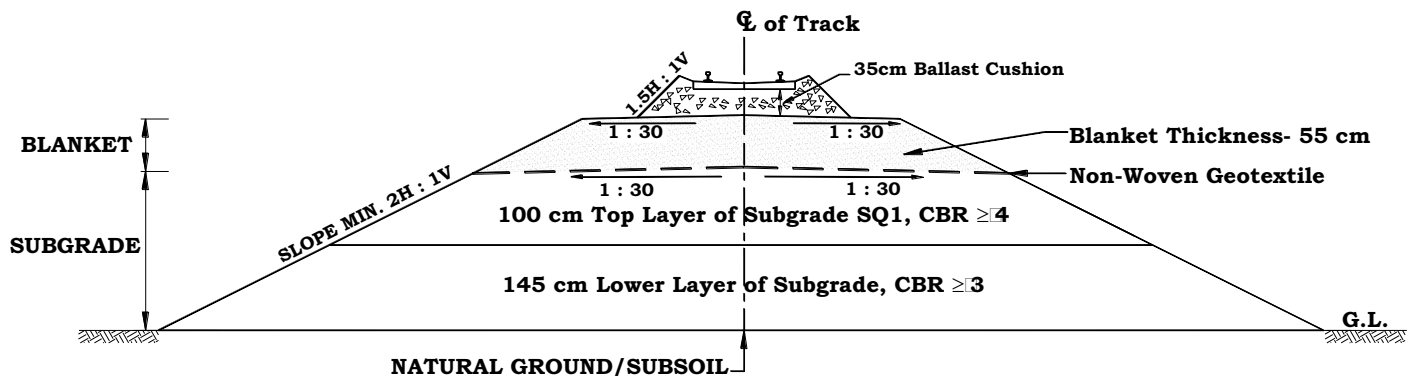 ℄ of Track
35cm Ballast Cushion
1.5H : 1V
1 : 30
1 : 30
BLANKET
Blanket Thickness- 55 cm
Non-Woven Geotextile
1 : 30
1 : 30
SLOPE MIN. 2H : 1V
100 cm Top Layer of Subgrade SQ1, CBR ≥ 4
SUBGRADE
145 cm Lower Layer of Subgrade, CBR ≥ 3
G.L.
NATURAL GROUND/SUBSOIL